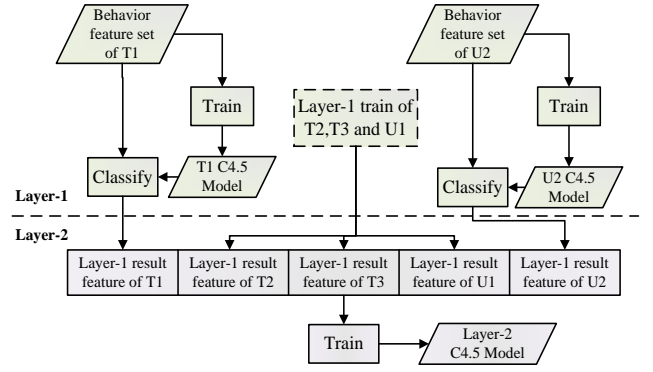 Behavior
feature set
of T1
Behavior
feature set
of U2
Train
Layer-1 train of
T2,T3 and U1
Train
Classify
T1 C4.5
Model
Classify
U2 C4.5
Model
Layer-1
Layer-2
Layer-1 result
feature of T1
Layer-1 result
feature of T2
Layer-1 result
feature of T3
Layer-1 result
feature of U1
Layer-1 result
feature of U2
Train
Layer-2
C4.5 Model